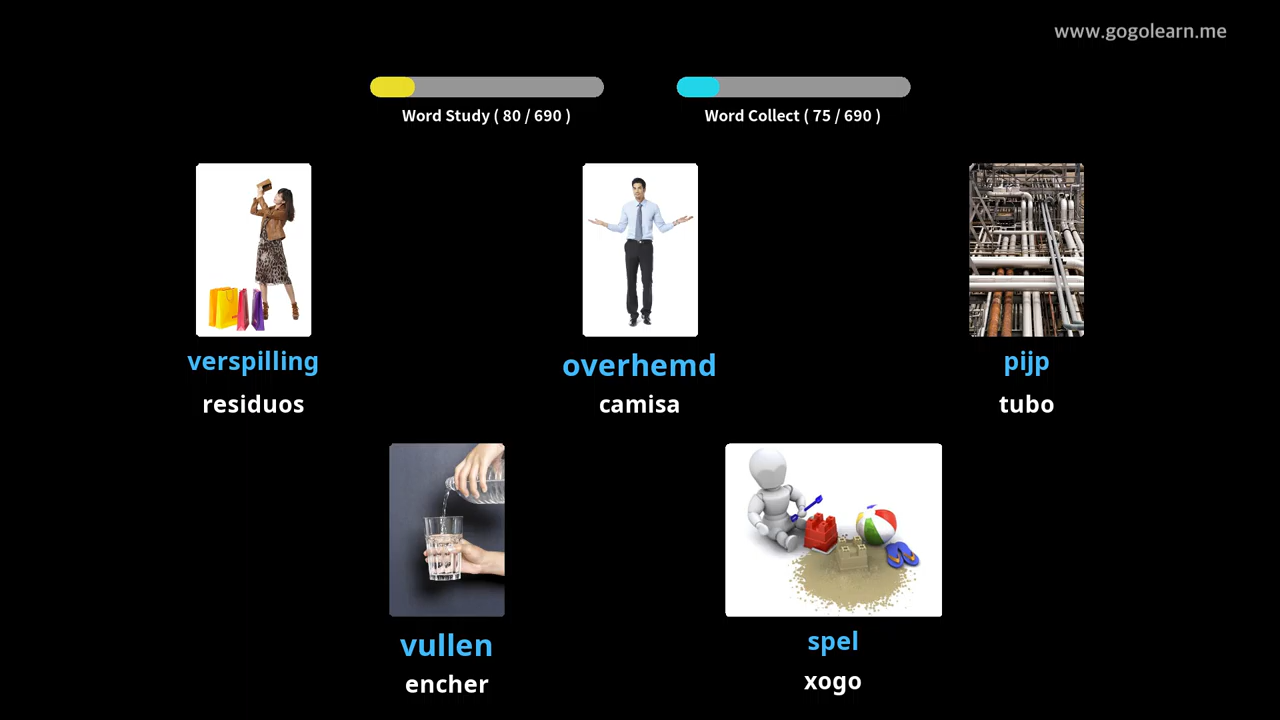 www.gogolearn.me
Word Study ( 80 / 690 )
Word Collect ( 75 / 690 )
verspilling
residuos
overhemd
camisa
pijp
tubo
vullen
encher
spel
xogo